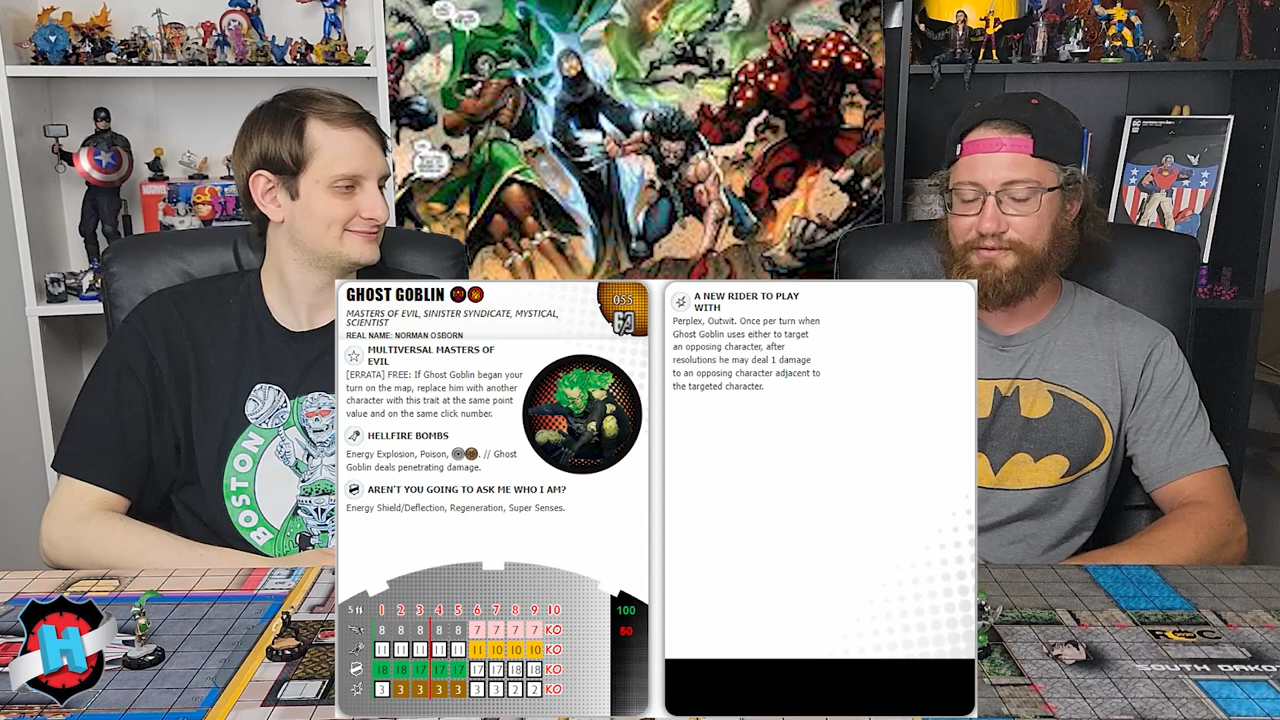 MARVEL
BOSTON
GHOST GOBLIN
055
MASTERS OF EVIL, SINISTER SYNDICATE, MYSTICAL,
SCIENTIST
REAL NAME: NORMAN OSBORN
MULTIVERSAL MASTERS OF
EVIL
[ERRATA] FREE: If Ghost Goblin began your
turn on the map, replace him with another
character with this trait at the same point
value and on the same click number.
HELLFIRE BOMBS
Energy Explosion, Poison, . // Ghost
Goblin deals penetrating damage.
AREN'T YOU GOING TO ASK ME WHO I AM?
Energy Shield/Deflection, Regeneration, Super Senses.
5 1 2 3 4 5 6 7 8 9 10 100
8 8 8 8 8 7 7 7 7 KO 50
11 11 11 11 11 11 10 10 10 KO
18 18 17 17 17 17 17 18 18 KO
3 3 3 3 3 3 3 2 2 KO
A NEW RIDER TO PLAY
WITH
Perplex, Outwit. Once per turn when
Ghost Goblin uses either to target
an opposing character, after
resolutions he may deal 1 damage
to an opposing character adjacent to
the targeted character.
H
ROC
SOUTH DAKO